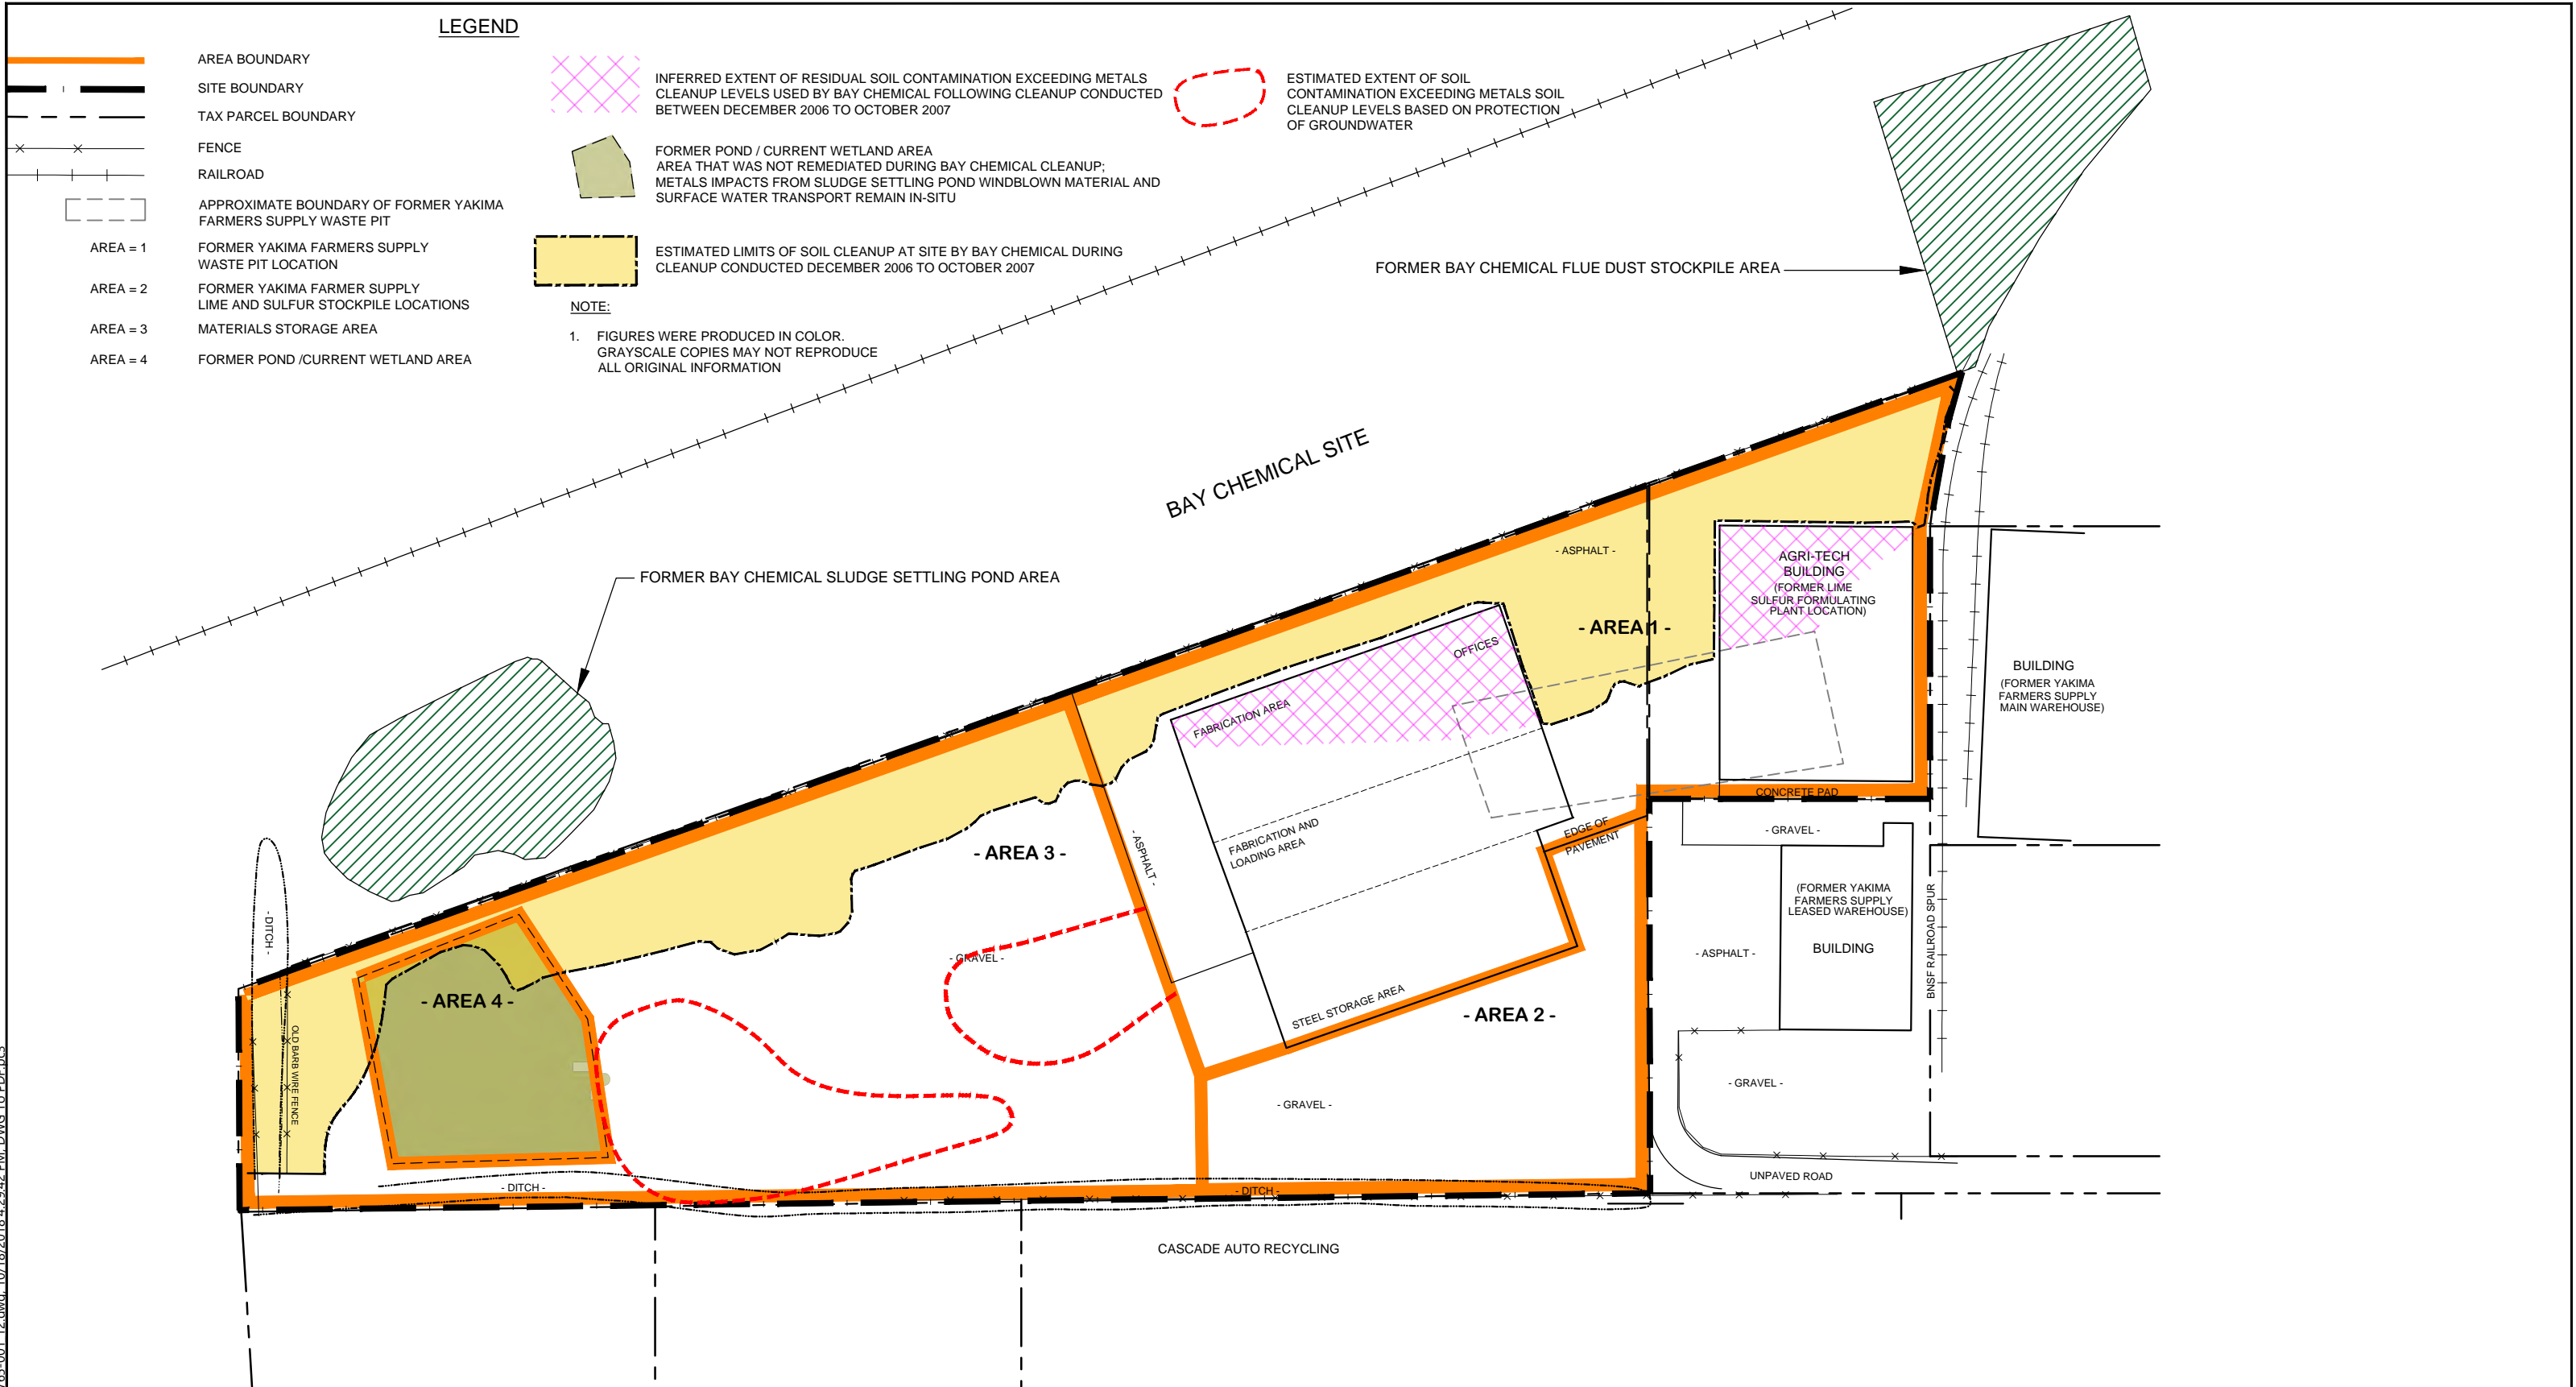 LEGEND
AREA BOUNDARY
SITE BOUNDARY
TAX PARCEL BOUNDARY
FENCE
RAILROAD
APPROXIMATE BOUNDARY OF FORMER YAKIMA
FARMERS SUPPLY WASTE PIT
AREA = 1 FORMER YAKIMA FARMERS SUPPLY
WASTE PIT LOCATION
AREA = 2 FORMER YAKIMA FARMER SUPPLY
LIME AND SULFUR STOCKPILE LOCATIONS
AREA = 3 MATERIALS STORAGE AREA
AREA = 4 FORMER POND /CURRENT WETLAND AREA
INFERRED EXTENT OF RESIDUAL SOIL CONTAMINATION EXCEEDING METALS
CLEANUP LEVELS USED BY BAY CHEMICAL FOLLOWING CLEANUP CONDUCTED
BETWEEN DECEMBER 2006 TO OCTOBER 2007
FORMER POND / CURRENT WETLAND AREA
AREA THAT WAS NOT REMEDIATED DURING BAY CHEMICAL CLEANUP;
METALS IMPACTS FROM SLUDGE SETTLING POND WINDBLOWN MATERIAL AND
SURFACE WATER TRANSPORT REMAIN IN-SITU
ESTIMATED LIMITS OF SOIL CLEANUP AT SITE BY BAY CHEMICAL DURING
CLEANUP CONDUCTED DECEMBER 2006 TO OCTOBER 2007
NOTE:
1. FIGURES WERE PRODUCED IN COLOR.
GRAYSCALE COPIES MAY NOT REPRODUCE
ALL ORIGINAL INFORMATION
ESTIMATED EXTENT OF SOIL
CONTAMINATION EXCEEDING METALS SOIL
CLEANUP LEVELS BASED ON PROTECTION
OF GROUNDWATER
FORMER BAY CHEMICAL FLUE DUST STOCKPILE AREA
BAY CHEMICAL SITE
FORMER BAY CHEMICAL SLUDGE SETTLING POND AREA
- ASPHALT -
AGRI-TECH
BUILDING
(FORMER LIME
SULFUR FORMULATING
PLANT LOCATION)
- AREA 1 -
OFFICES
FABRICATION AREA
BUILDING
(FORMER YAKIMA
FARMERS SUPPLY
MAIN WAREHOUSE)
CONCRETE PAD
EDGE OF
PAVEMENT
- GRAVEL -
FABRICATION AND
LOADING AREA
- ASPHALT -
- AREA 3 -
(FORMER YAKIMA
FARMERS SUPPLY
LEASED WAREHOUSE)
BUILDING
- ASPHALT -
BNSF RAILROAD SPUR
- DITCH -
- GRAVEL -
- AREA 4 -
STEEL STORAGE AREA
- AREA 2 -
OLD BARB WIRE FENCE
- GRAVEL -
- GRAVEL -
UNPAVED ROAD
- DITCH -
- DITCH -
CASCADE AUTO RECYCLING